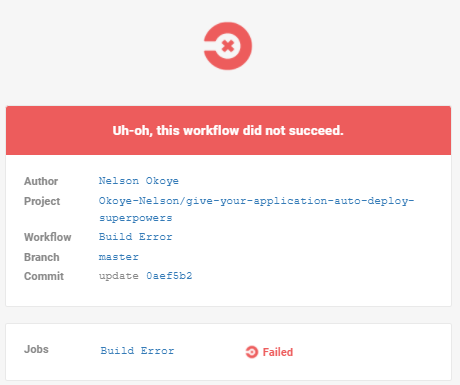 Uh-oh, this workflow did not succeed.
Author Nelson Okoye
Project Okoye-Nelson/give-your-application-auto-deploy-
superpowers
Workflow Build Error
Branch master
Commit update 0aef5b2
Jobs Build Error Failed